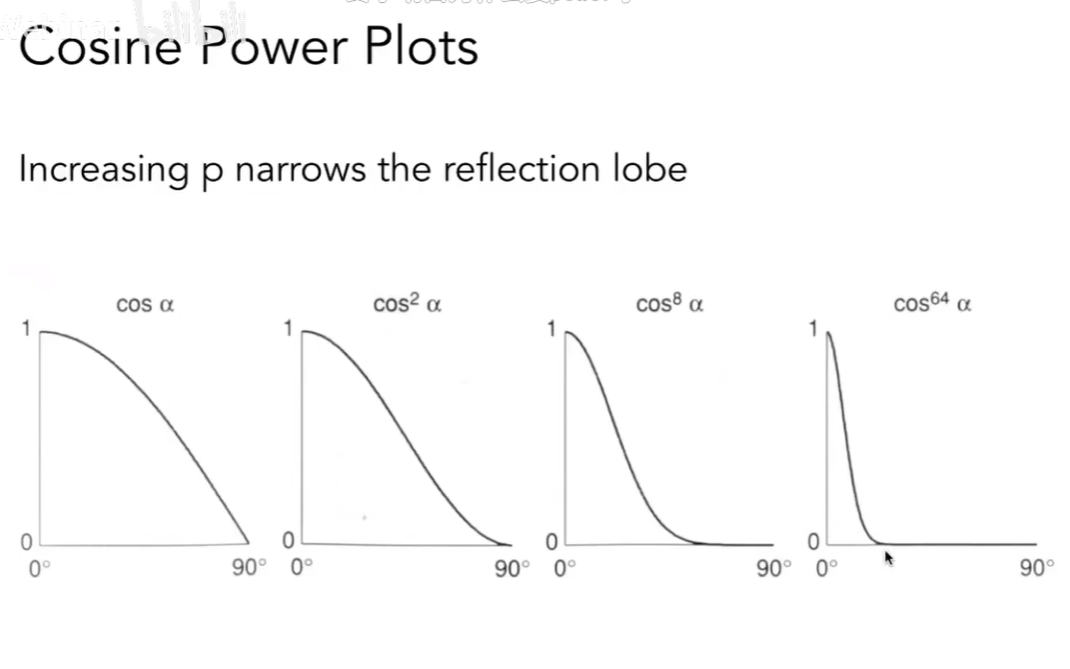 Cosine Power Plots
Increasing p narrows the reflection lobe
cos α
cos² α
cos⁸ α
cos⁶⁴ α
1
1
1
1
0
0
0
0
0°
90°
0°
90°
0°
90°
0°
90°